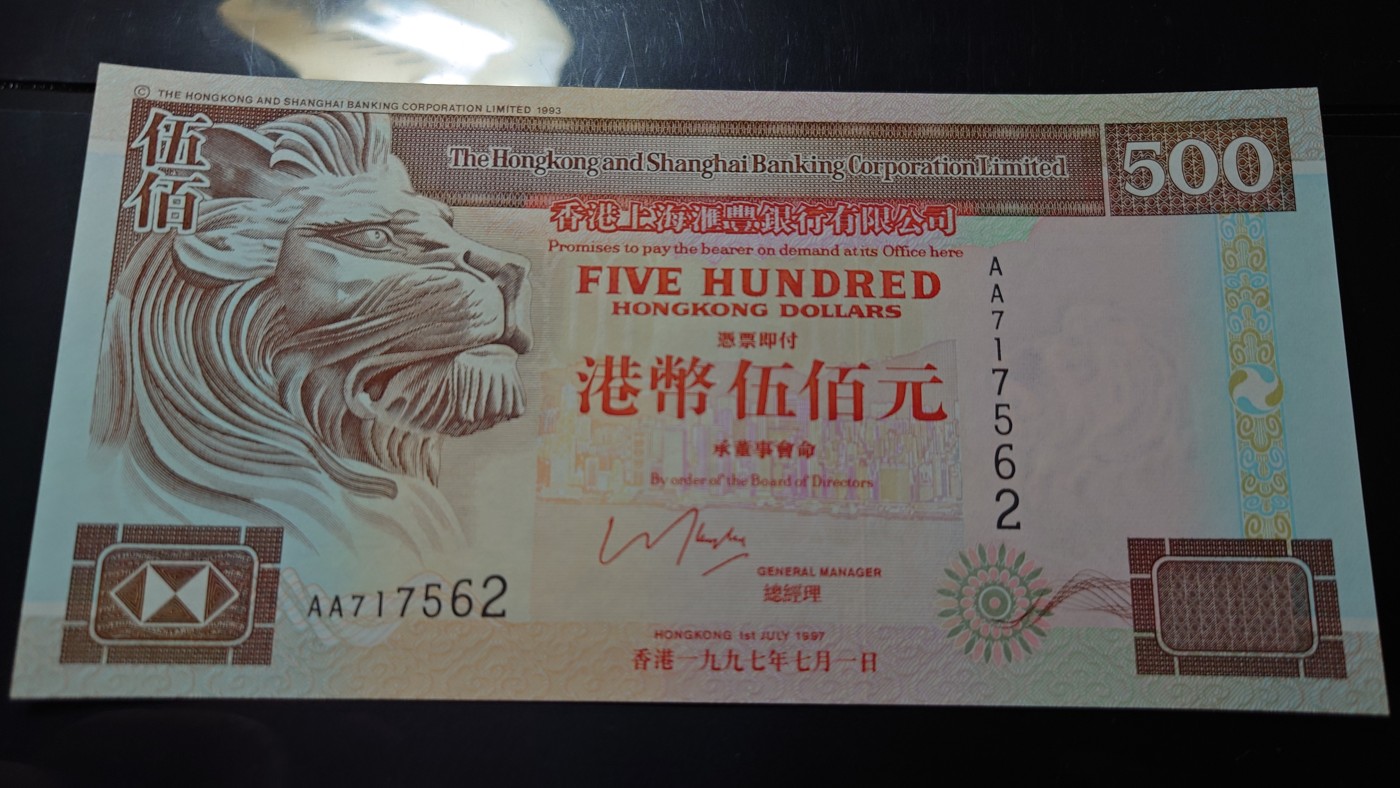 © THE HONGKONG AND SHANGHAI BANKING CORPORATION LIMITED 1993
伍
佰
The Hongkong and Shanghai Banking Corporation Limited
500
香港上海滙豐銀行有限公司
Promises to pay the bearer on demand at its Office here
FIVE HUNDRED
HONGKONG DOLLARS
憑票即付
港幣伍佰元
承董事會命
By order of the Board of Directors
AA717562
GENERAL MANAGER
總經理
AA717562
HONGKONG 1st JULY 1997
香港一九九七年七月一日